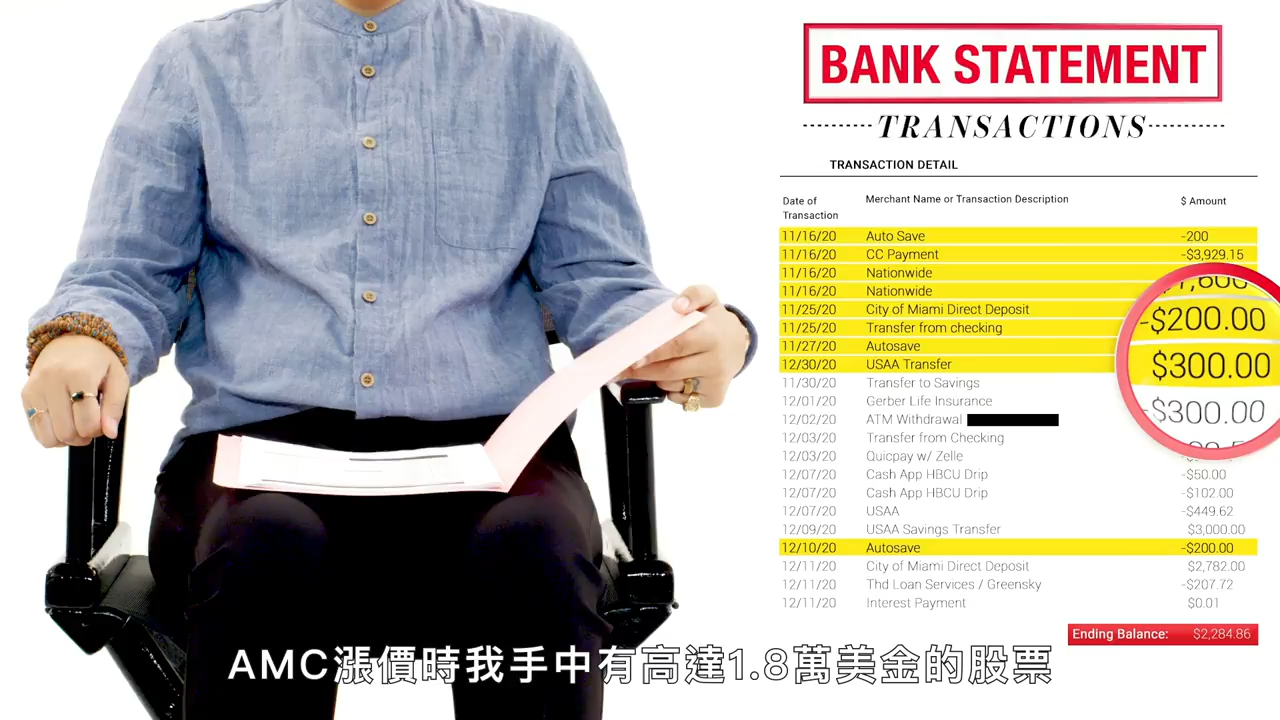 BANK STATEMENT
TRANSACTIONS
TRANSACTION DETAIL
Date of Transaction Merchant Name or Transaction Description $ Amount
11/16/20 Auto Save -200
11/16/20 CC Payment -$3,929.15
11/16/20 Nationwide
11/16/20 Nationwide
11/25/20 City of Miami Direct Deposit
11/25/20 Transfer from checking -$200.00
11/27/20 Autosave $300.00
12/30/20 USAA Transfer -$300.00
11/30/20 Transfer to Savings
12/01/20 Gerber Life Insurance
12/02/20 ATM Withdrawal
12/03/20 Transfer from Checking
12/03/20 Quicpay w/ Zelle
12/07/20 Cash App HBCU Drip -$50.00
12/07/20 Cash App HBCU Drip -$102.00
12/07/20 USAA -$449.62
12/09/20 USAA Savings Transfer $3,000.00
12/10/20 Autosave -$200.00
12/11/20 City of Miami Direct Deposit $2,782.00
12/11/20 Thd Loan Services / Greensky -$207.72
12/11/20 Interest Payment $0.01
Ending Balance: $2,284.86
AMC漲價時我手中有高達1.8萬美金的股票